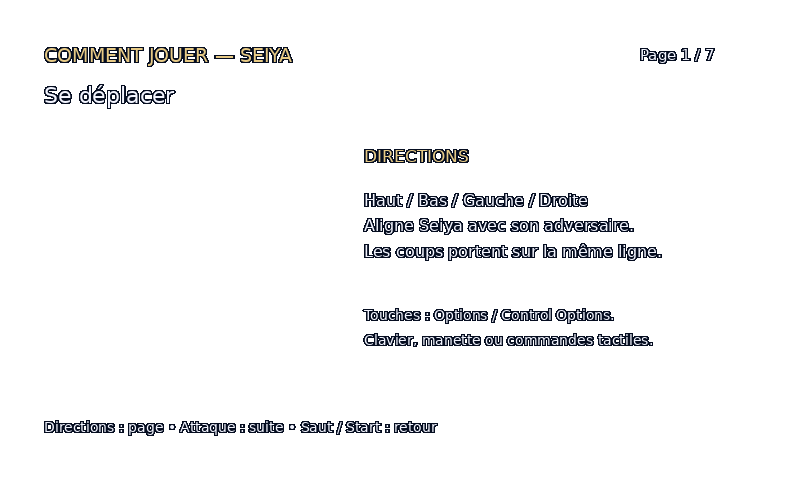 COMMENT JOUER — SEIYA
Page 1 / 7
Se déplacer
DIRECTIONS
Haut / Bas / Gauche / Droite
Aligne Seiya avec son adversaire.
Les coups portent sur la même ligne.
Touches : Options / Control Options.
Clavier, manette ou commandes tactiles.
Directions : page • Attaque : suite • Saut / Start : retour